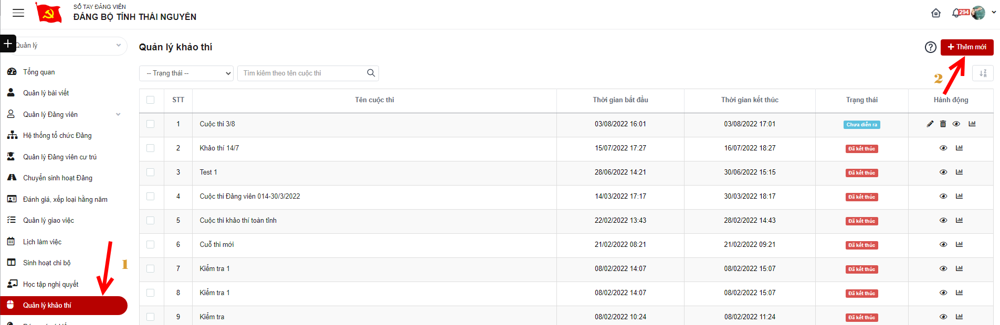 SỔ TAY ĐẢNG VIÊN
ĐẢNG BỘ TỈNH THÁI NGUYÊN
294
Quản lý
Tổng quan
Quản lý bài viết
Quản lý Đảng viên
Hệ thống tổ chức Đảng
Quản lý Đảng viên cư trú
Chuyển sinh hoạt Đảng
Đánh giá, xếp loại hằng năm
Quản lý giao việc
Lịch làm việc
Sinh hoạt chi bộ
1
Học tập nghị quyết
Quản lý khảo thí
Quản lý khảo thí
Thêm mới
2
-- Trạng thái --
Tìm kiếm theo tên cuộc thi
STT Tên cuộc thi Thời gian bắt đầu Thời gian kết thúc Trạng thái Hành động
1 Cuộc thi 3/8 03/08/2022 16:01 03/08/2022 17:01 Chưa diễn ra
2 Khảo thí 14/7 15/07/2022 17:27 16/07/2022 18:27 Đã kết thúc
3 Test 1 28/06/2022 14:21 30/06/2022 15:15 Đã kết thúc
4 Cuộc thi Đảng viên 014-30/3/2022 14/03/2022 17:17 30/03/2022 18:17 Đã kết thúc
5 Cuộc thi khảo thí toàn tỉnh 22/02/2022 13:43 28/02/2022 14:43 Đã kết thúc
6 Cuỗ thi mới 21/02/2022 08:21 21/02/2022 09:21 Đã kết thúc
7 Kiểm tra 1 08/02/2022 14:07 08/02/2022 15:07 Đã kết thúc
8 Kiểm tra 1 08/02/2022 14:07 08/02/2022 15:07 Đã kết thúc
9 Kiểm tra 08/02/2022 10:24 08/02/2022 11:24 Đã kết thúc